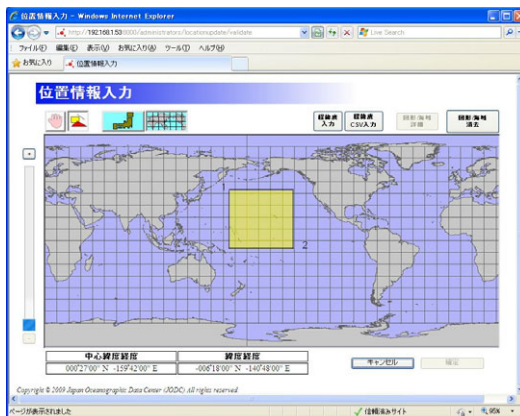 位置情報入力 - Windows Internet Explorer
http://192.168.1.53:8080/administrators/locationupdate/validate
Live Search
ファイル(F) 編集(E) 表示(V) お気に入り(A) ツール(T) ヘルプ(H)
お気に入り 位置情報入力
位置情報入力
経緯度
入力
経緯度
CSV入力
図形/海域
詳細
図形/海域
消去
1
2
中心緯度経度 緯度経度
000°27'00" N -159°42'00" E -006°18'00" N -140°48'00" E
キャンセル 確定
Copyright © 2009 Japan Oceanographic Data Center (JODC) All rights reserved
ページが表示されました 信頼済みサイト 95%